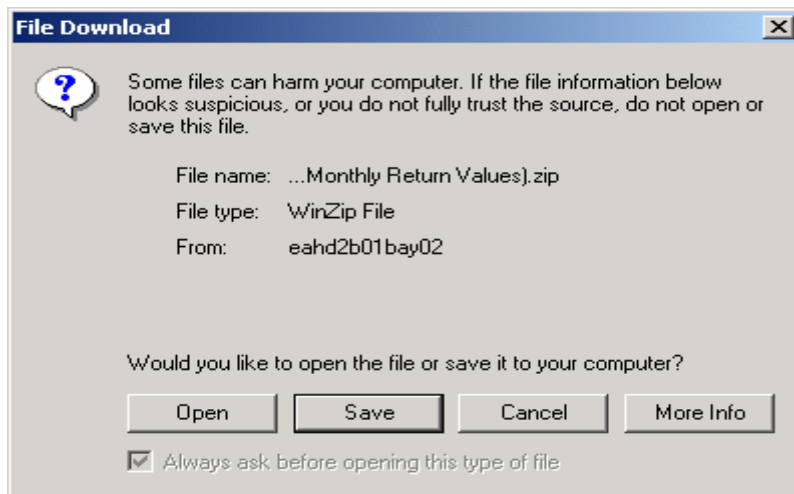 File Download
Some files can harm your computer. If the file information below
looks suspicious, or you do not fully trust the source, do not open or
save this file.
File name: ...Monthly Return Values).zip
File type: WinZip File
From: eahd2b01bay02
Would you like to open the file or save it to your computer?
Open Save Cancel More Info
Always ask before opening this type of file